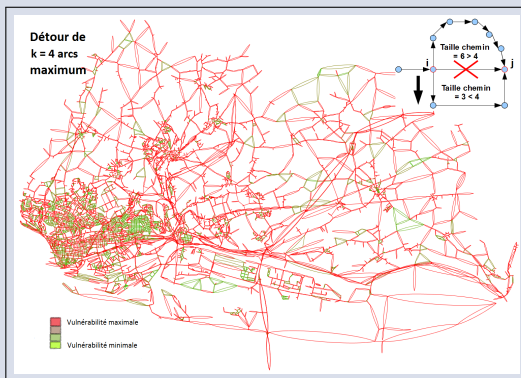 Détour de
k = 4 arcs
maximum
Taille chemin
= 6 > 4
i
j
Taille chemin
= 3 < 4
Vulnérabilité maximale
Vulnérabilité minimale